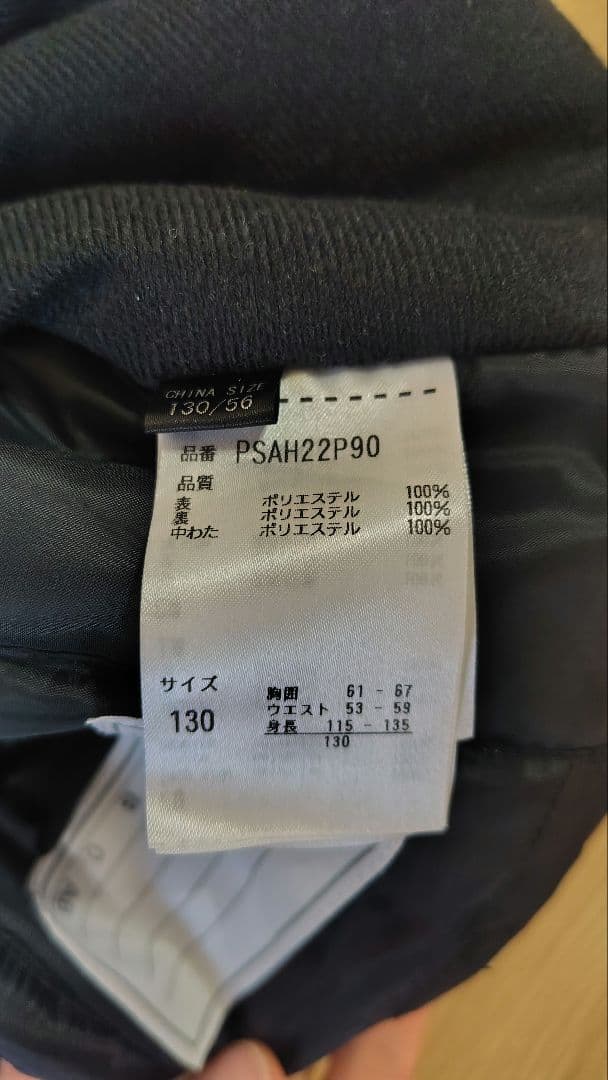 CHINA SIZE
130/56
品番 PSAH22P90
品質
表 ポリエステル 100%
裏 ポリエステル 100%
中わた ポリエステル 100%
サイズ
130
胸囲 61 - 67
ウエスト 53 - 59
身長 115 - 135
130